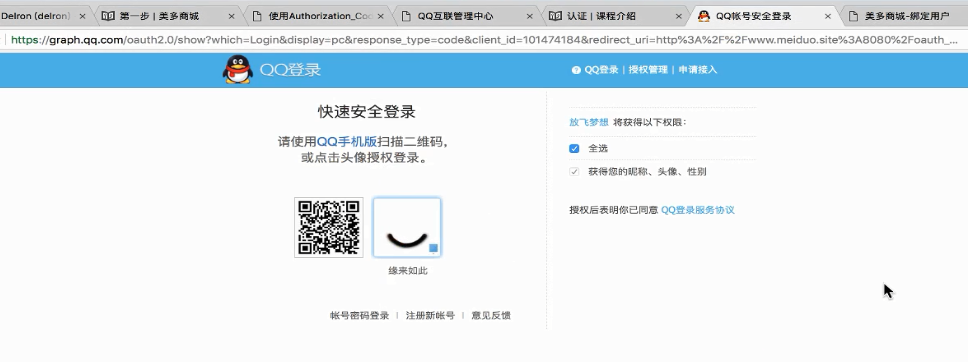 Delron (delron)
第一步 | 美多商城
使用Authorization_Co
QQ互联管理中心
认证 | 课程介绍
QQ帐号安全登录
美多商城-绑定用户
https://graph.qq.com/oauth2.0/show?which=Login&display=pc&response_type=code&client_id=101474184&redirect_uri=http%3A%2F%2Fwww.meiduo.site%3A8080%2Foauth_...
QQ登录
QQ登录 | 授权管理 | 申请接入
快速安全登录
请使用QQ手机版扫描二维码，
或点击头像授权登录。
缘来如此
帐号密码登录 | 注册新帐号 | 意见反馈
放飞梦想 将获得以下权限：
全选
获得您的昵称、头像、性别
授权后表明你已同意 QQ登录服务协议